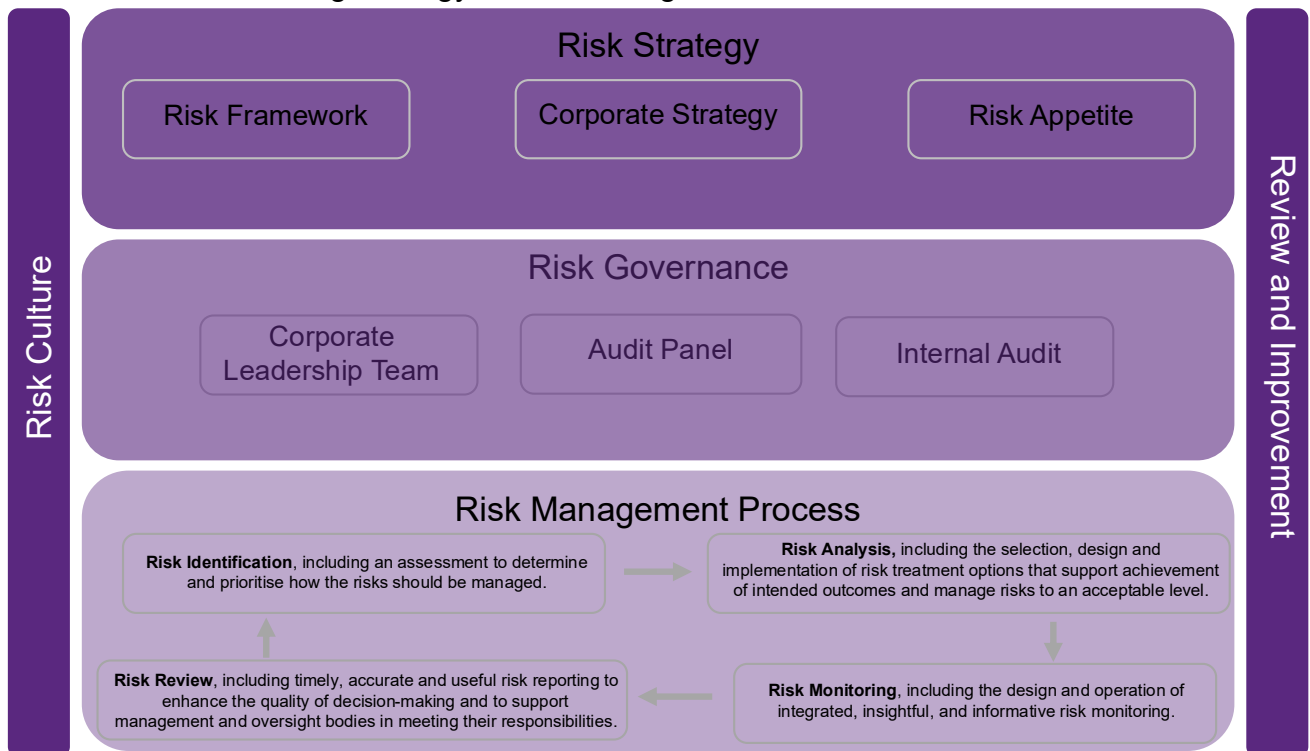 Risk Strategy
Risk Framework
Corporate Strategy
Risk Appetite
Risk Culture
Review and Improvement
Risk Governance
Corporate
Leadership Team
Audit Panel
Internal Audit
Risk Management Process
Risk Identification, including an assessment to determine
and prioritise how the risks should be managed.
Risk Analysis, including the selection, design and
implementation of risk treatment options that support achievement
of intended outcomes and manage risks to an acceptable level.
Risk Review, including timely, accurate and useful risk reporting to
enhance the quality of decision-making and to support
management and oversight bodies in meeting their responsibilities.
Risk Monitoring, including the design and operation of
integrated, insightful, and informative risk monitoring.